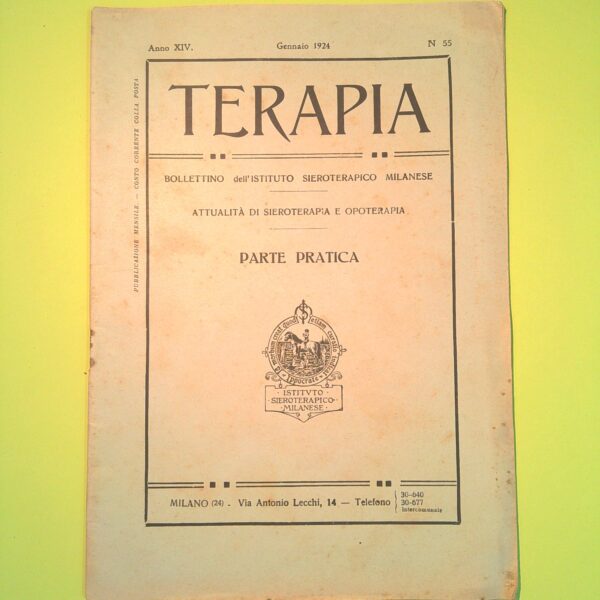 Anno XIV. Gennaio 1924 N 55
PUBBLICAZIONE MENSILE — CONTO CORRENTE COLLA POSTA
TERAPIA
BOLLETTINO dell'ISTITUTO SIEROTERAPICO MILANESE
ATTUALITÀ DI SIEROTERAPIA E OPOTERAPIA
PARTE PRATICA
Ippocrate
ISTITVTO
SIEROTERAPICO
MILANESE
MILANO (24) - Via Antonio Lecchi, 14 — Telefono
30-640
30-677
intercomunale